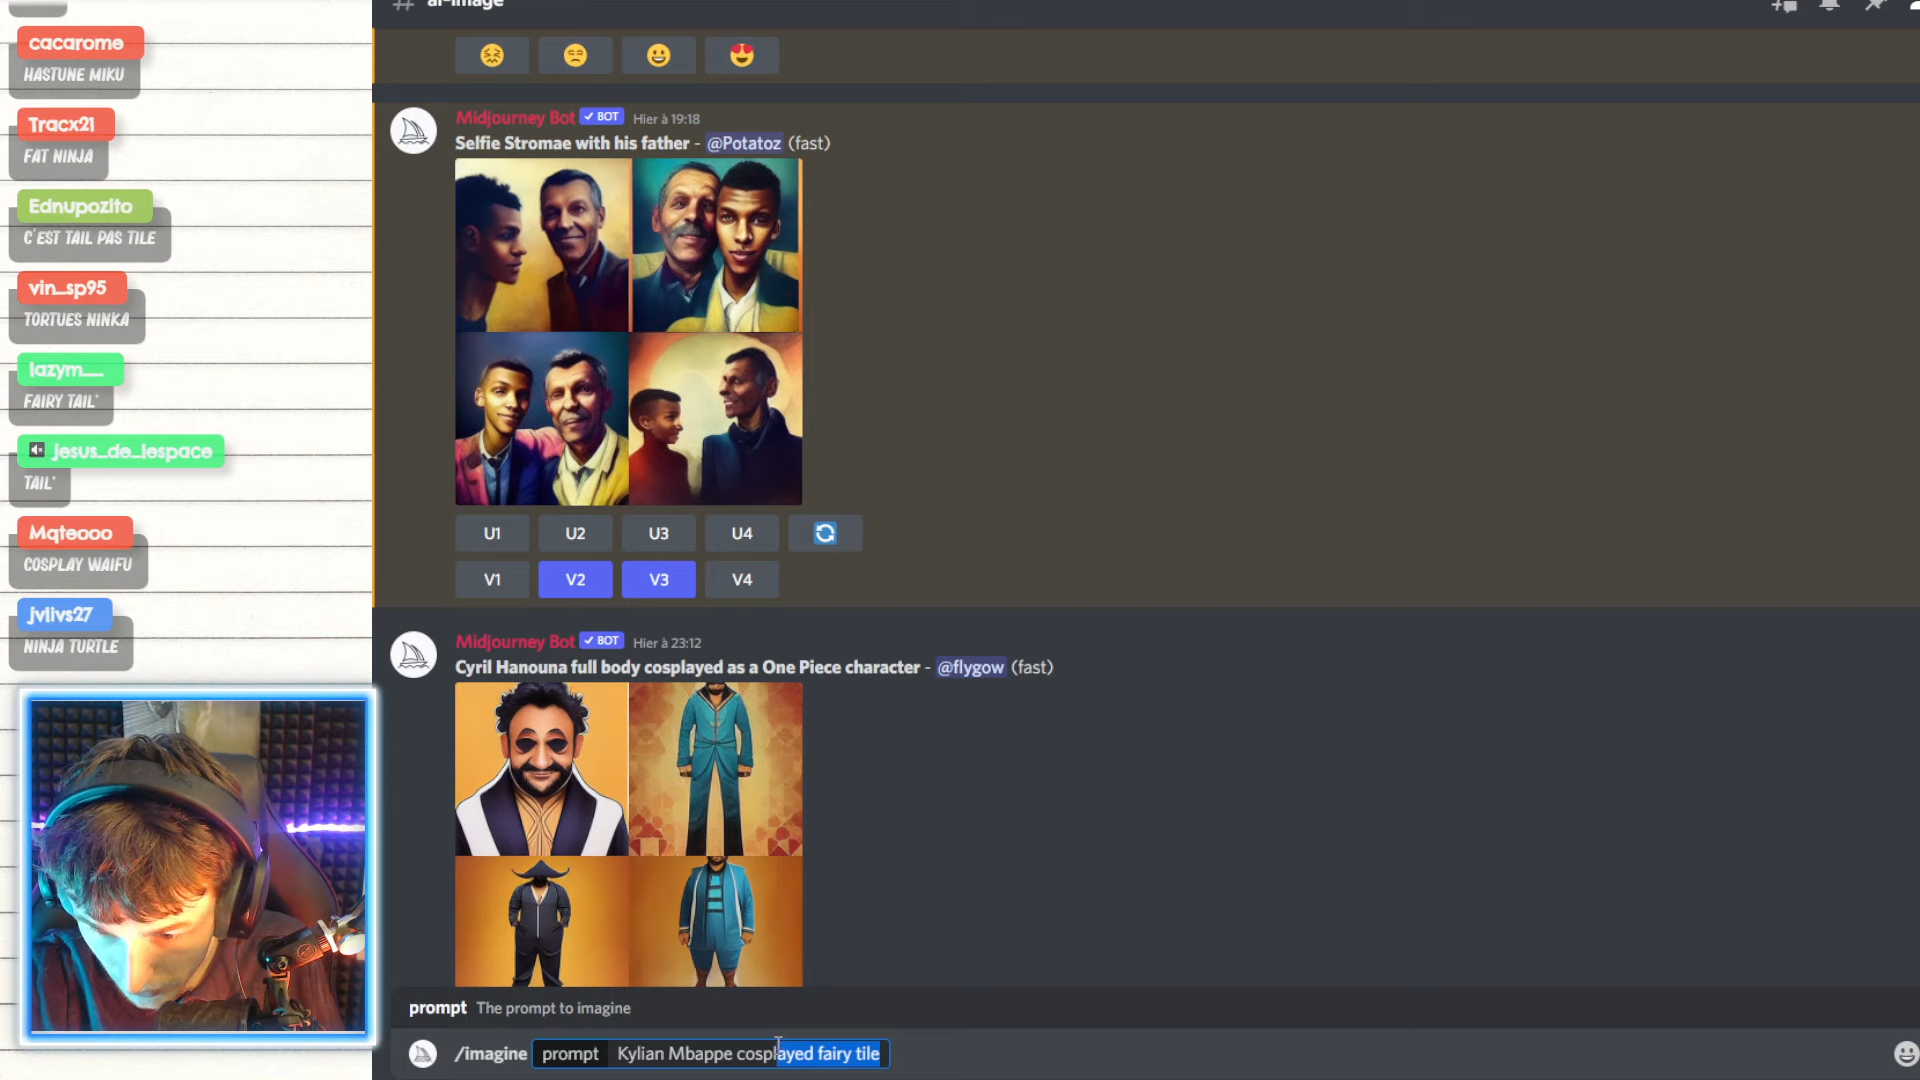 cacarome
HASTUNE MIKU
Tracx21
FAT NINJA
Ednupozito
C'EST TAIL PAS TILE
vin_sp95
TORTUES NINKA
lazym__
FAIRY TAIL*
jesus_de_lespace
TAIL*
Mqteooo
COSPLAY WAIFU
jvlivs27
NINJA TURTLE
# ai-image
Midjourney Bot ✔ BOT Hier à 19:18
Selfie Stromae with his father - @Potatoz (fast)
U1 U2 U3 U4
V1 V2 V3 V4
Midjourney Bot ✔ BOT Hier à 23:12
Cyril Hanouna full body cosplayed as a One Piece character - @flygow (fast)
prompt The prompt to imagine
/imagine prompt Kylian Mbappe cosplayed fairy tile